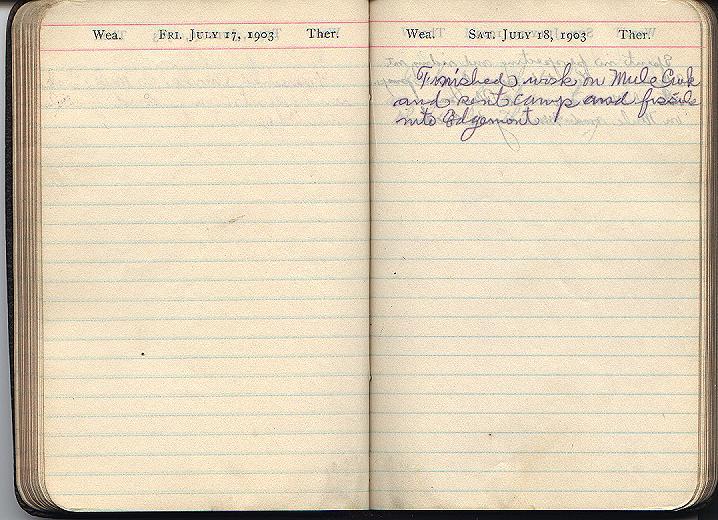 Wea. FRI. JULY 17, 1903 Ther.
Wea. SAT. JULY 18, 1903 Ther.
Finished work on Mule Creek
and sent camp and fossils
into Edgemont